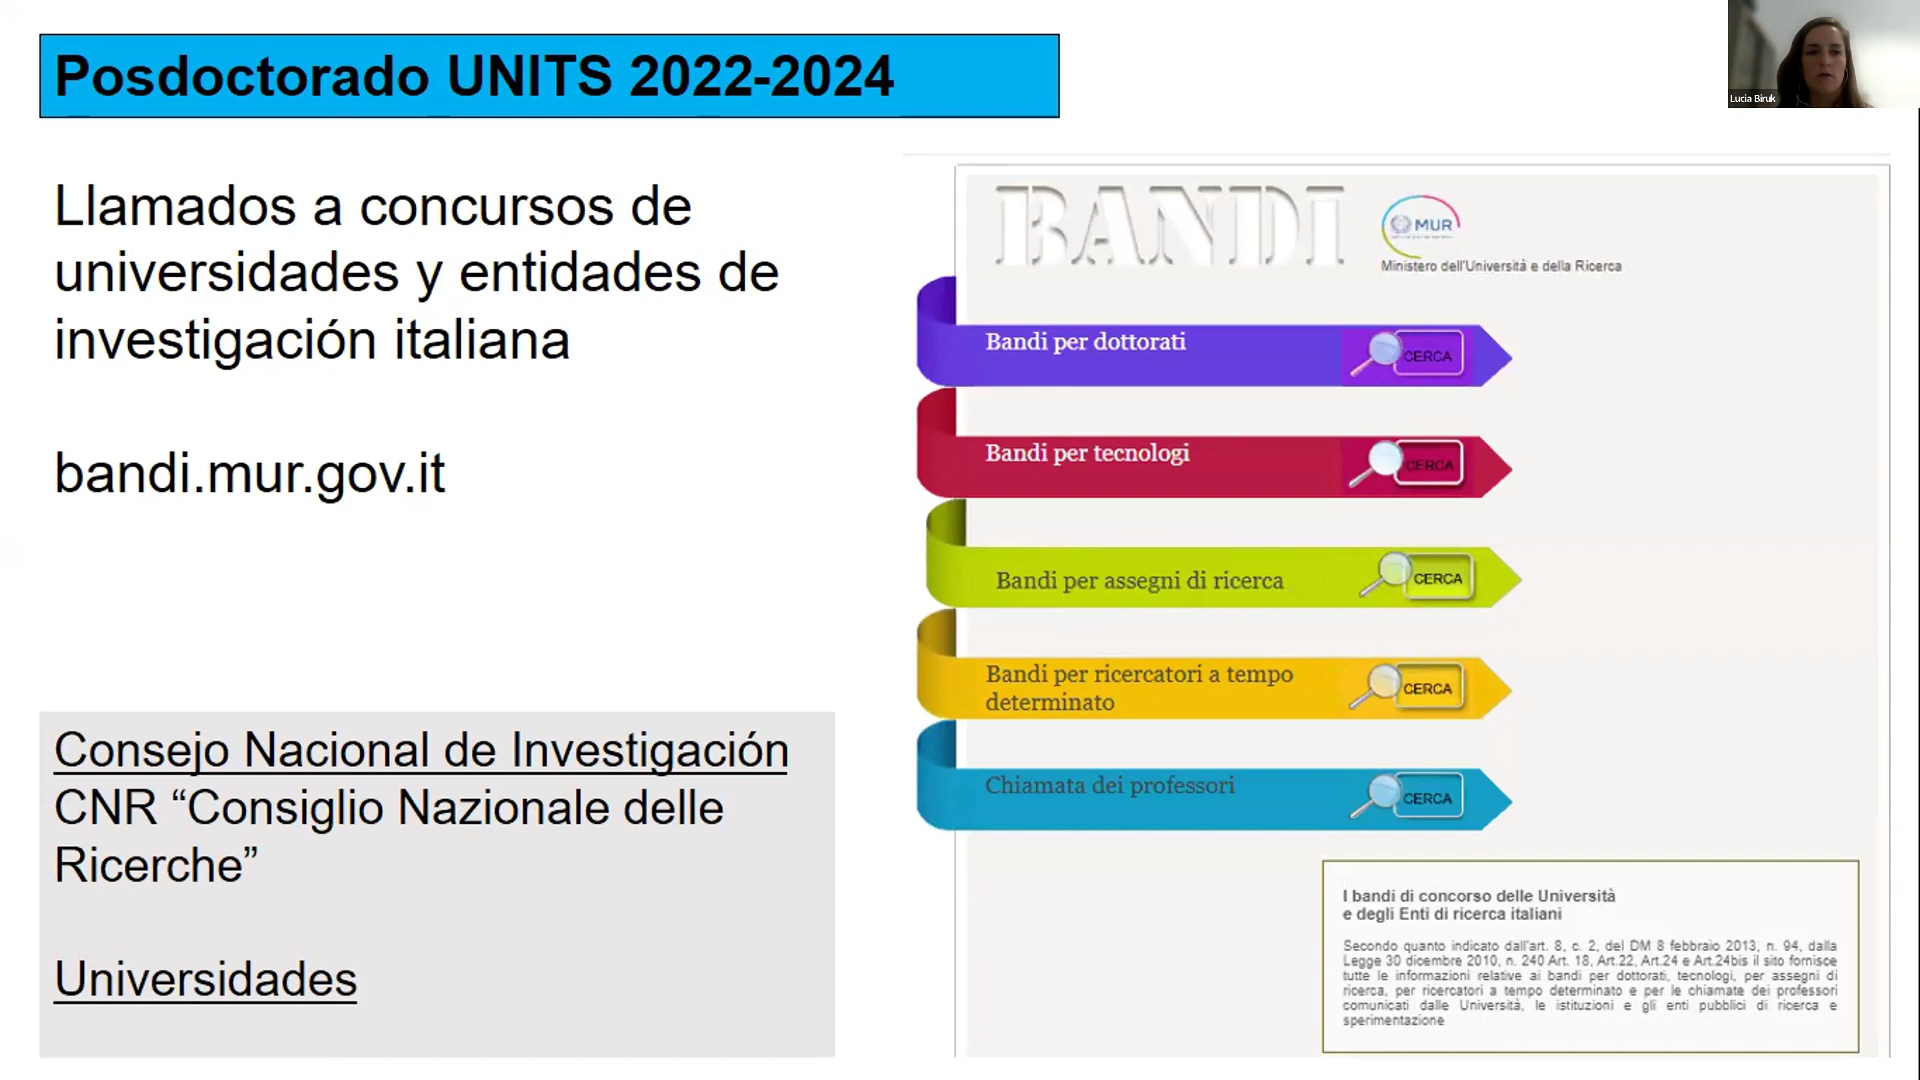 Posdoctorado UNITS 2022-2024
Lucia Biruk
Llamados a concursos de
universidades y entidades de
investigación italiana
bandi.mur.gov.it
Consejo Nacional de Investigación
CNR “Consiglio Nazionale delle
Ricerche”
Universidades
BANDI
MUR
Ministero dell'Università e della Ricerca
Bandi per dottorati
CERCA
Bandi per tecnologi
CERCA
Bandi per assegni di ricerca
CERCA
Bandi per ricercatori a tempo
determinato
CERCA
Chiamata dei professori
CERCA
I bandi di concorso delle Università
e degli Enti di ricerca italiani
Secondo quanto indicato dall'art. 8, c. 2, del DM 8 febbraio 2013, n. 94, dalla
Legge 30 dicembre 2010, n. 240 Art. 18, Art.22, Art.24 e Art.24bis il sito fornisce
tutte le informazioni relative ai bandi per dottorati, tecnologi, per assegni di
ricerca, per ricercatori a tempo determinato e per le chiamate dei professori
comunicati dalle Università, le istituzioni e gli enti pubblici di ricerca e
sperimentazione